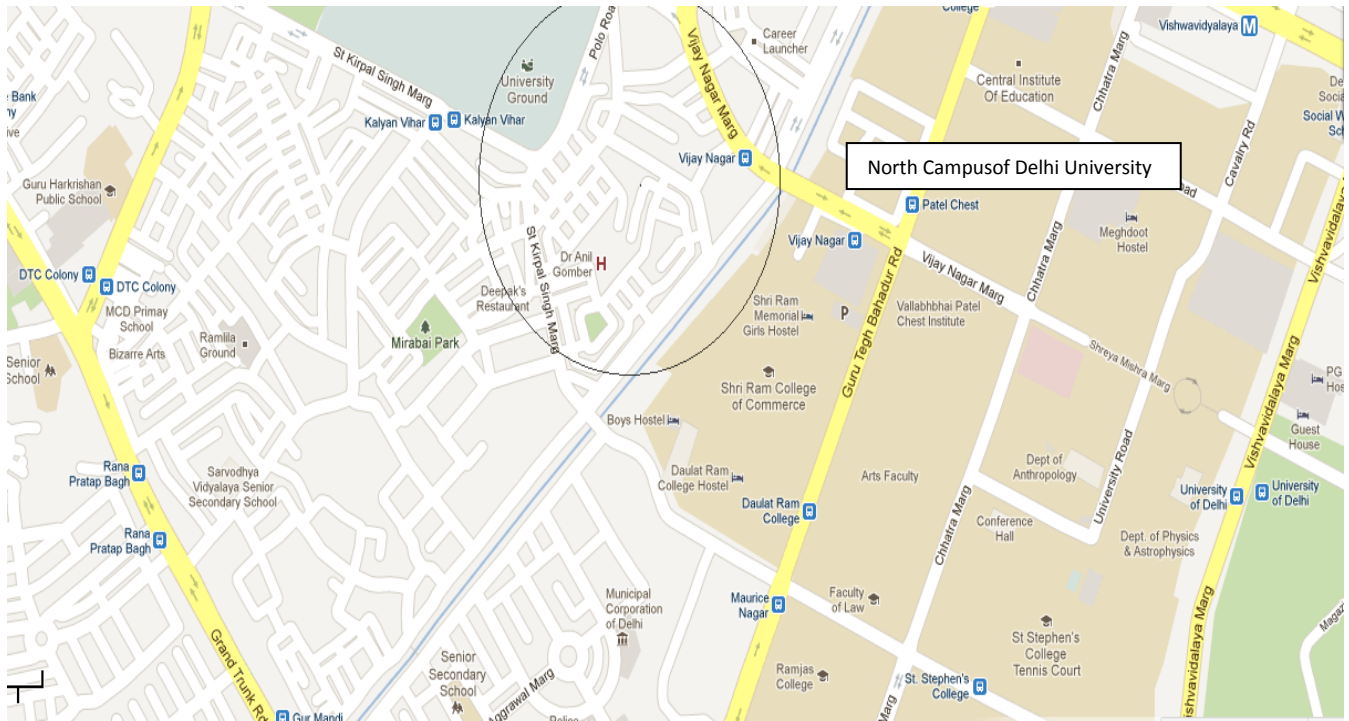 College
Vishwavidyalaya M
Polo Road
Vijay Nagar Marg
Career
Launcher
St Kirpal Singh Marg
University
Ground
Central Institute
Of Education
Chhatra Marg
Cavalry Rd
Social W
Bank
Kalyan Vihar
Kalyan Vihar
Vijay Nagar
North Campusof Delhi University
Guru Harkrishan
Public School
Patel Chest
Meghdoot
Hostel
Vishvavidalaya Marg
St Kirpal Singh Marg
Dr Anil
Gomber H
Vijay Nagar
Vijay Nagar Marg
Chhatra Marg
DTC Colony
DTC Colony
MCD Primay
School
Bizarre Arts
Ramlila
Ground
Deepak's
Restaurant
Mirabai Park
Shri Ram
Memorial
Girls Hostel
P
Vallabhbhai Patel
Chest Institute
Guru Tegh Bahadur Rd
Shreya Mishra Marg
Senior
School
Shri Ram College
of Commerce
PG
Hos
Boys Hostel
Guest
House
Vishvavidalaya Marg
Rana
Pratap Bagh
Sarvodhya
Vidyalaya Senior
Secondary School
Daulat Ram
College Hostel
Arts Faculty
Dept of
Anthropology
University Road
Daulat Ram
College
University
of Delhi
University
of Delhi
Chhatra Marg
Conference
Hall
Dept. of Physics
& Astrophysics
Rana
Pratap Bagh
Municipal
Corporation
of Delhi
Maurice
Nagar
Faculty
of Law
St Stephen's
College
Tennis Court
Vishvavidalaya Marg
Magaz
Grand Trunk Rd
Senior
Secondary
School
Aggrawal Marg
Ramjas
College
St. Stephen's
College
Marg
Gur Mandi
Police